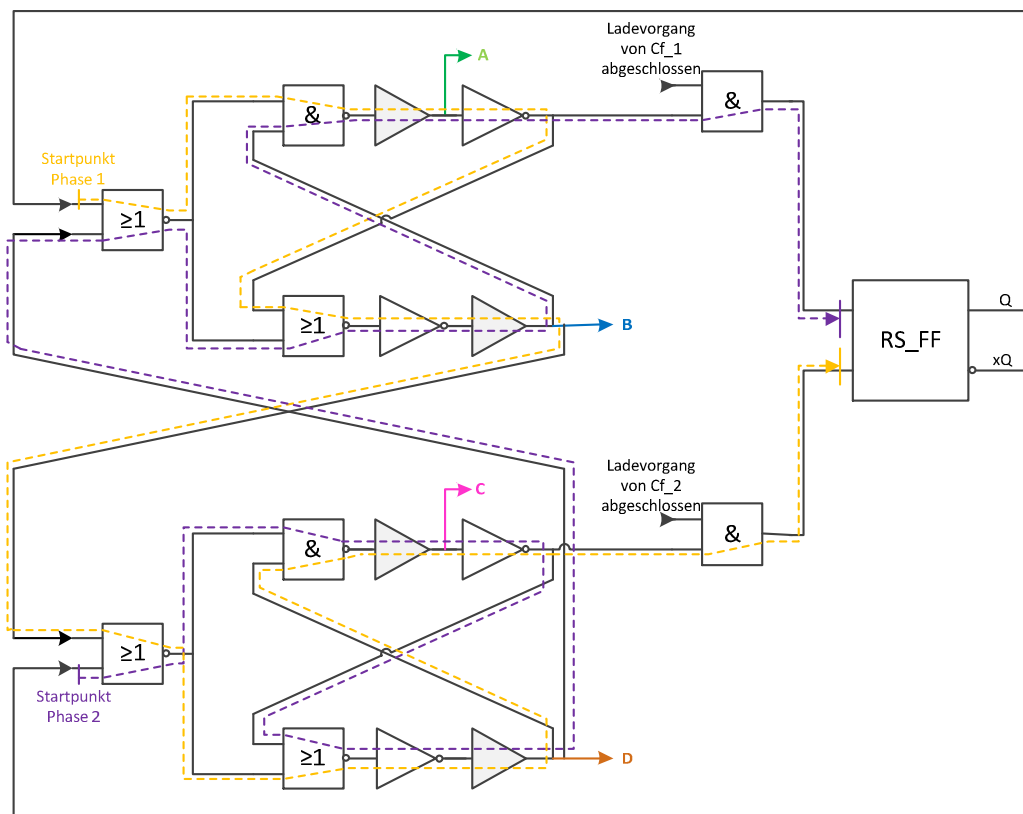 Ladevorgang
von Cf_1
abgeschlossen
A
&
&
Startpunkt
Phase 1
≥1
≥1
B
Q
RS_FF
xQ
Ladevorgang
von Cf_2
abgeschlossen
C
&
&
≥1
Startpunkt
Phase 2
≥1
D